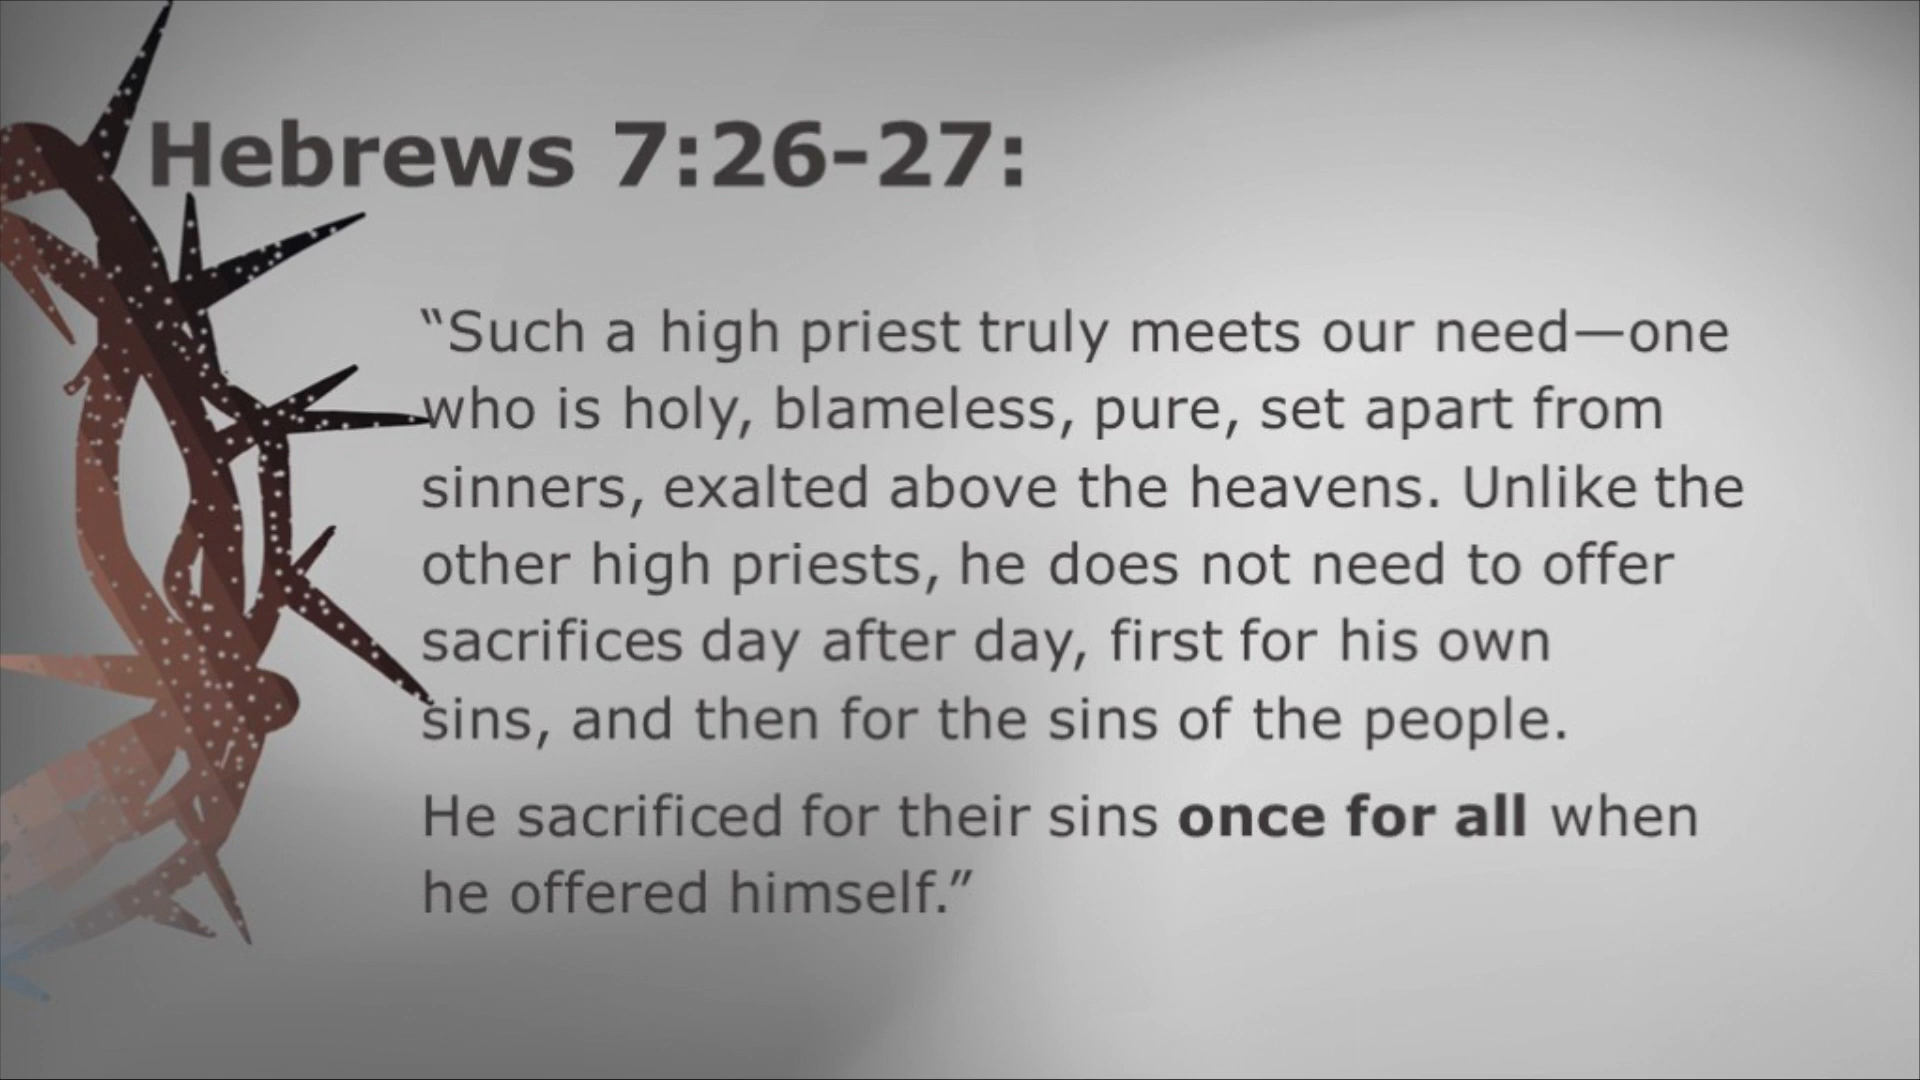 Hebrews 7:26-27:
“Such a high priest truly meets our need—one
who is holy, blameless, pure, set apart from
sinners, exalted above the heavens. Unlike the
other high priests, he does not need to offer
sacrifices day after day, first for his own
sins, and then for the sins of the people.
He sacrificed for their sins once for all when
he offered himself.”